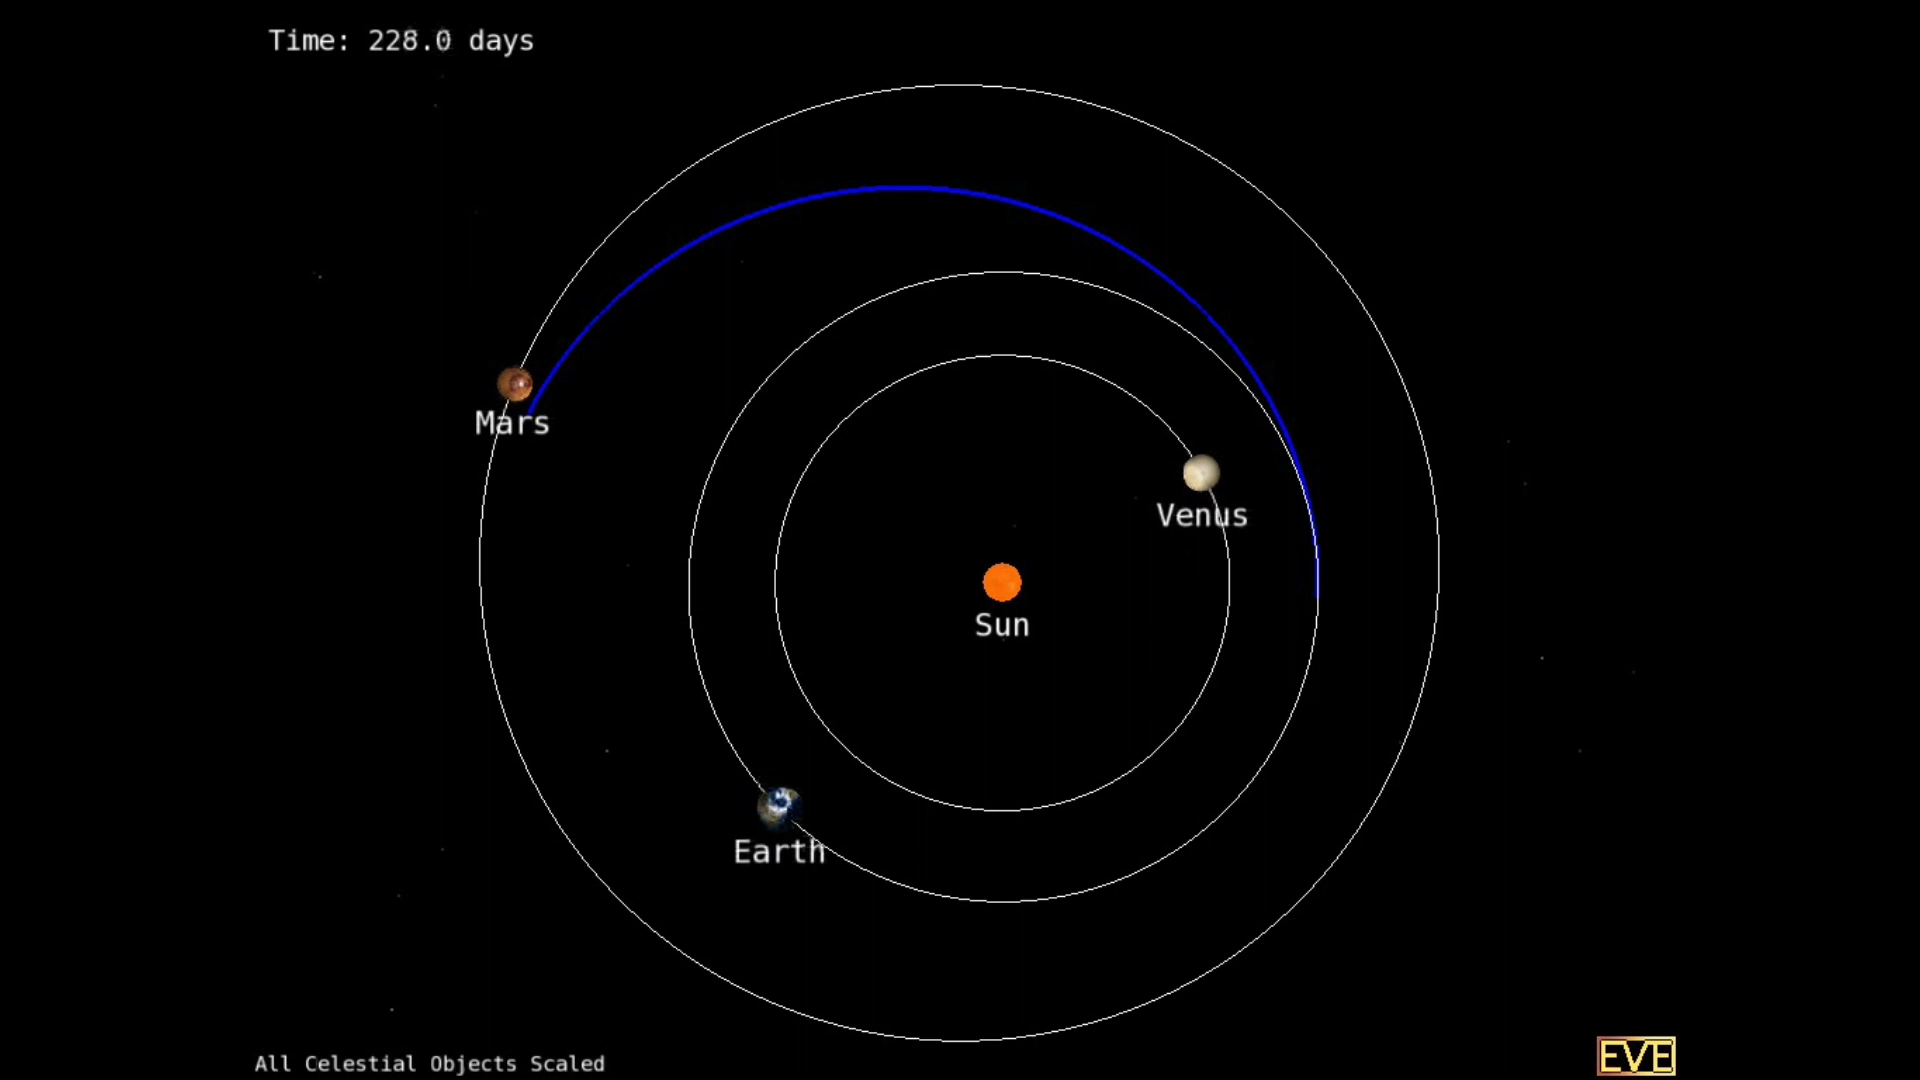 Time: 228.0 days
Mars
Venus
Sun
Earth
All Celestial Objects Scaled
EVE